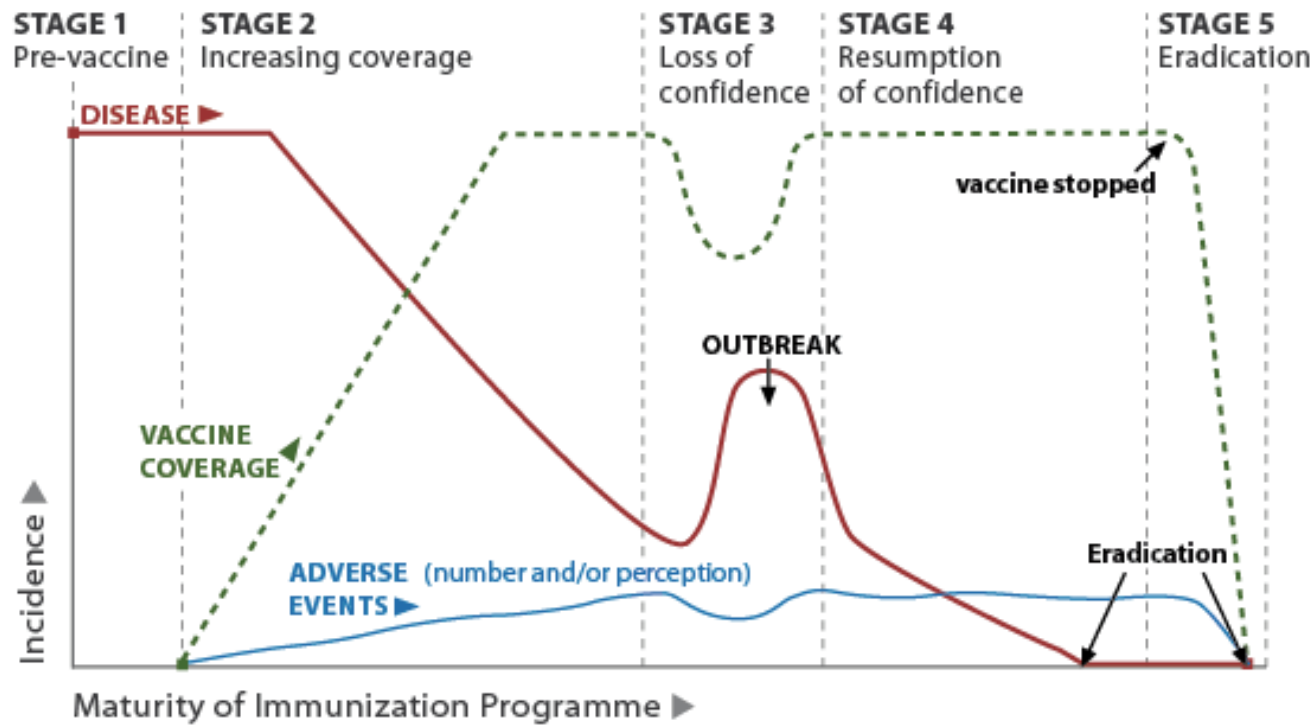 STAGE 1
Pre-vaccine
STAGE 2
Increasing coverage
STAGE 3
Loss of
confidence
STAGE 4
Resumption
of confidence
STAGE 5
Eradication
DISEASE ►
vaccine stopped
OUTBREAK
VACCINE
COVERAGE
ADVERSE (number and/or perception)
EVENTS ►
Eradication
Incidence ►
Maturity of Immunization Programme ►